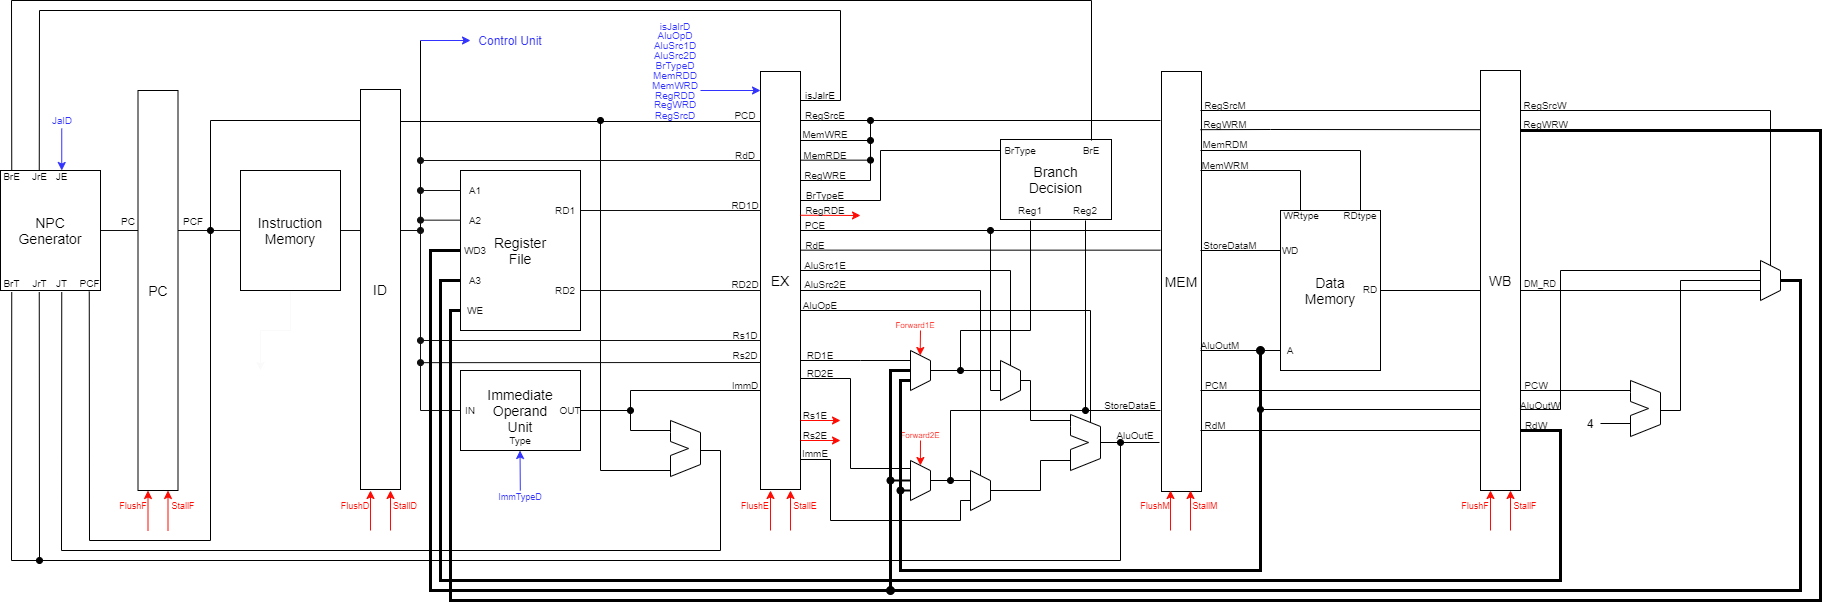 isJalrD
AluOpD
AluSrc1D
AluSrc2D
BrTypeD
MemRDD
MemWRD
RegRDD
RegWRD
RegSrcD
Control Unit
JalD
BrE JrE JE
NPC
Generator
BrT JrT JT PCF
PC
PC
FlushF StallF
PCF
Instruction
Memory
ID
FlushD StallD
A1
A2
WD3
A3
WE
Register
File
RD1
RD2
IN
Immediate
Operand
Unit
Type
OUT
ImmTypeD
PCD
RdD
RD1D
RD2D
Rs1D
Rs2D
ImmD
EX
FlushE StallE
isJalrE
RegSrcE
MemWRE
MemRDE
RegWRE
BrTypeE
RegRDE
PCE
RdE
AluSrc1E
AluSrc2E
AluOpE
RD1E
RD2E
Rs1E
Rs2E
ImmE
Forward1E
Forward2E
BrType BrE
Branch
Decision
Reg1 Reg2
StoreDataE
AluOutE
MEM
FlushM StallM
RegSrcM
RegWRM
MemRDM
MemWRM
StoreDataM
AluOutM
PCM
RdM
WRtype RDtype
WD
Data
Memory
RD
A
WB
FlushF StallF
RegSrcW
RegWRW
DM_RD
PCW
AluOutW
RdW
4